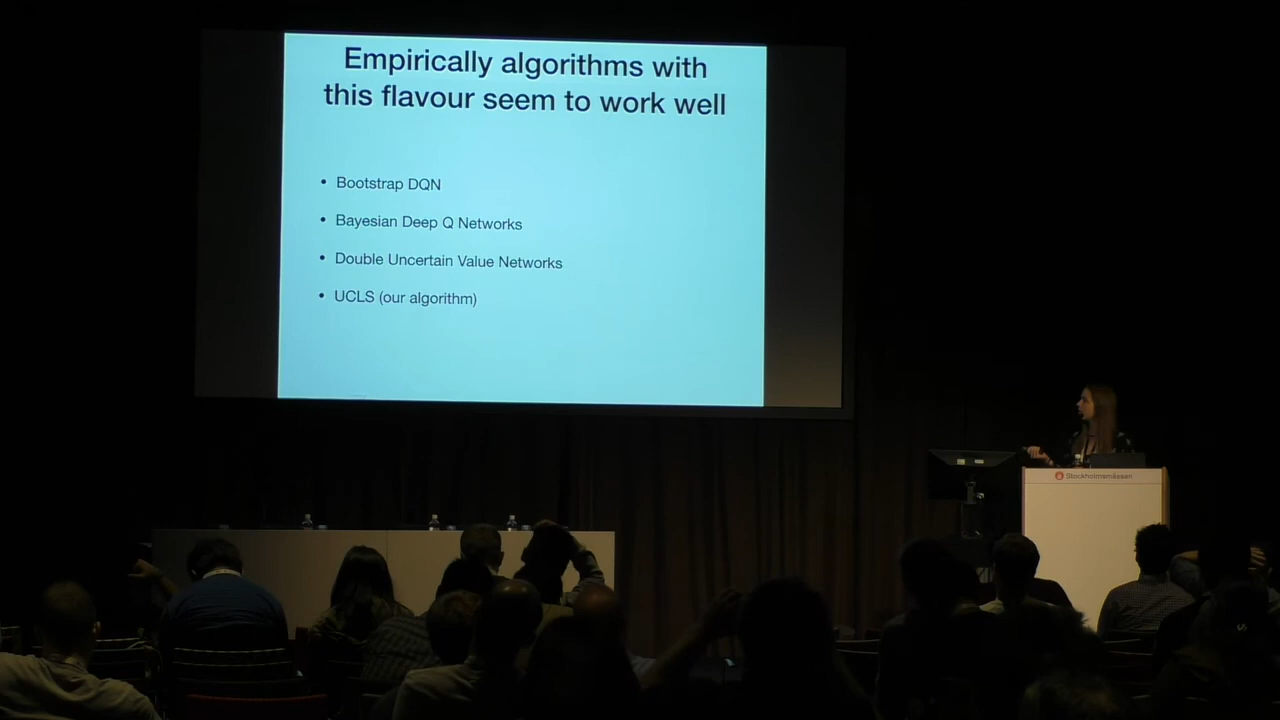 Empirically algorithms with
this flavour seem to work well
• Bootstrap DQN
• Bayesian Deep Q Networks
• Double Uncertain Value Networks
• UCLS (our algorithm)
Stockholmsmässan